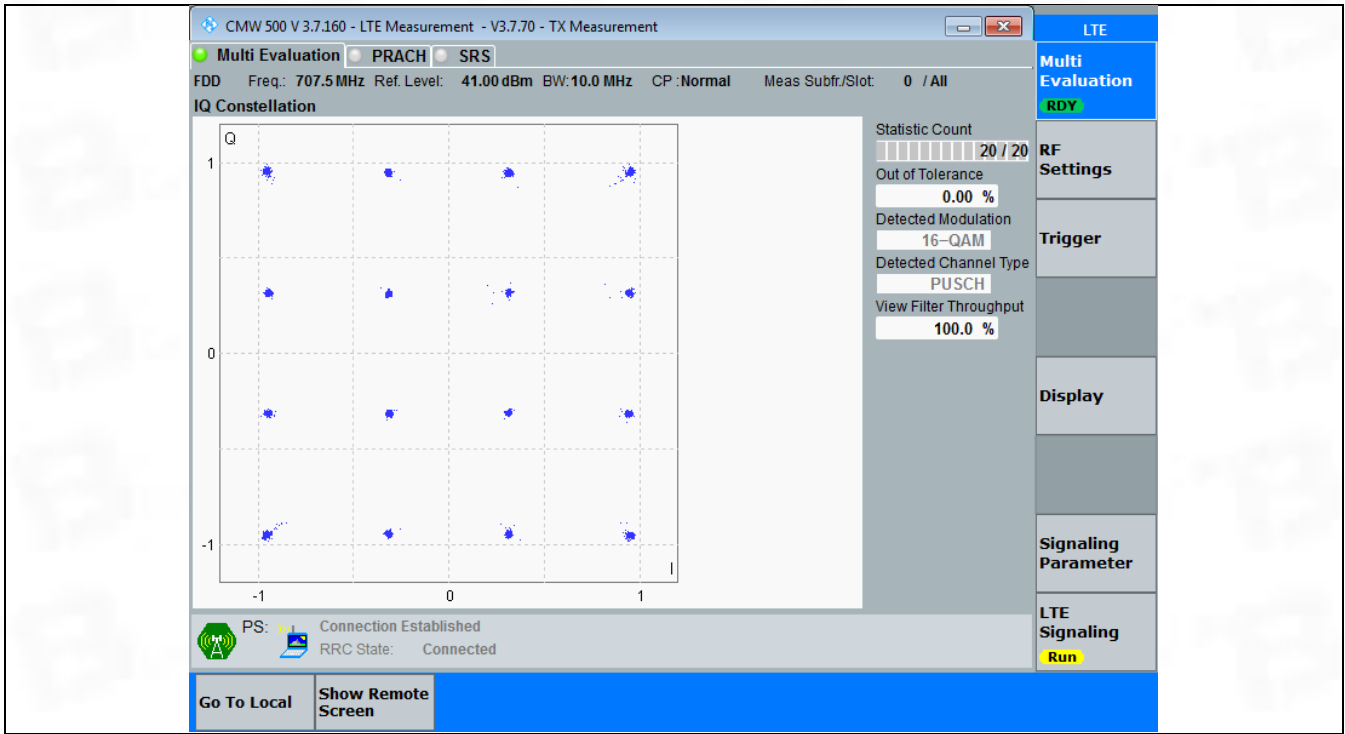 CMW 500 V 3.7.160 - LTE Measurement - V3.7.70 - TX Measurement
LTE
Multi Evaluation PRACH SRS
FDD Freq.: 707.5 MHz Ref. Level: 41.00 dBm BW: 10.0 MHz CP : Normal Meas Subfr./Slot: 0 / All
IQ Constellation
Q
1
0
-1
-1 0 1
I
Statistic Count
20 / 20
Out of Tolerance
0.00 %
Detected Modulation
16-QAM
Detected Channel Type
PUSCH
View Filter Throughput
100.0 %
Multi
Evaluation
RDY
RF
Settings
Trigger
Display
Signaling
Parameter
LTE
Signaling
Run
PS: Connection Established
RRC State: Connected
Go To Local
Show Remote
Screen